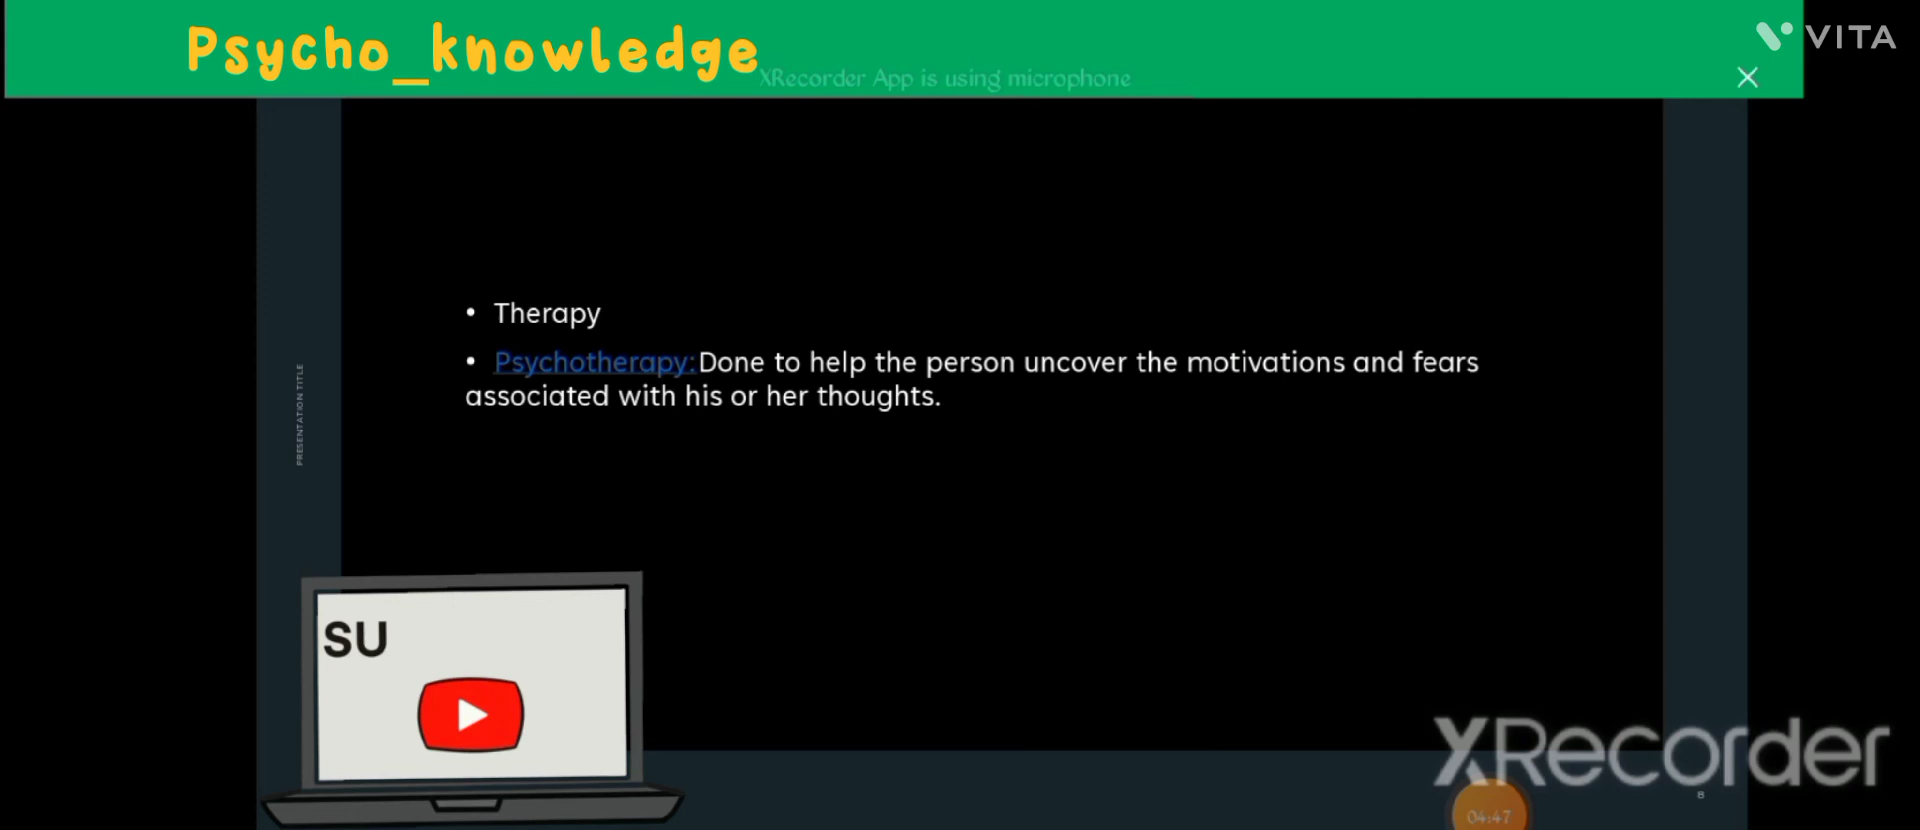 Psycho_knowledge
VITA
XRecorder App is using microphone
• Therapy
• Psychotherapy:Done to help the person uncover the motivations and fears
associated with his or her thoughts.
PRESENTATION TITLE
SU
XRecorder
8
04:47